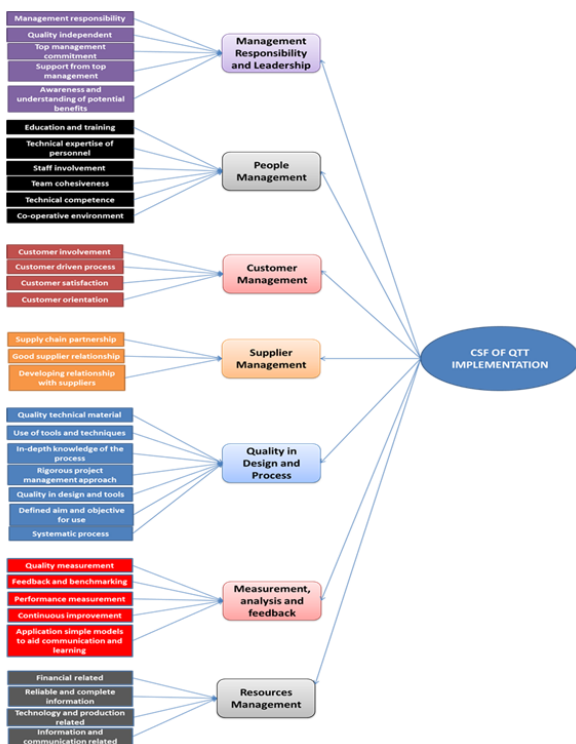 Management responsibility
Quality independent
Top management
commitment
Support from top
management
Awareness and
understanding of potential
benefits
Management
Responsibility
and Leadership
Education and training
Technical expertise of
personnel
Staff involvement
Team cohesiveness
Technical competence
Co-operative environment
People
Management
Customer involvement
Customer driven process
Customer satisfaction
Customer orientation
Customer
Management
Supply chain partnership
Good supplier relationship
Developing relationship
with suppliers
Supplier
Management
CSF OF QTT
IMPLEMENTATION
Quality technical material
Use of tools and techniques
In-depth knowledge of the
process
Rigorous project
management approach
Quality in design and tools
Defined aim and objective
for use
Systematic process
Quality in
Design and
Process
Quality measurement
Feedback and benchmarking
Performance measurement
Continuous improvement
Application simple models
to aid communication and
learning
Measurement,
analysis and
feedback
Financial related
Reliable and complete
information
Technology and production
related
Information and
communication related
Resources
Management